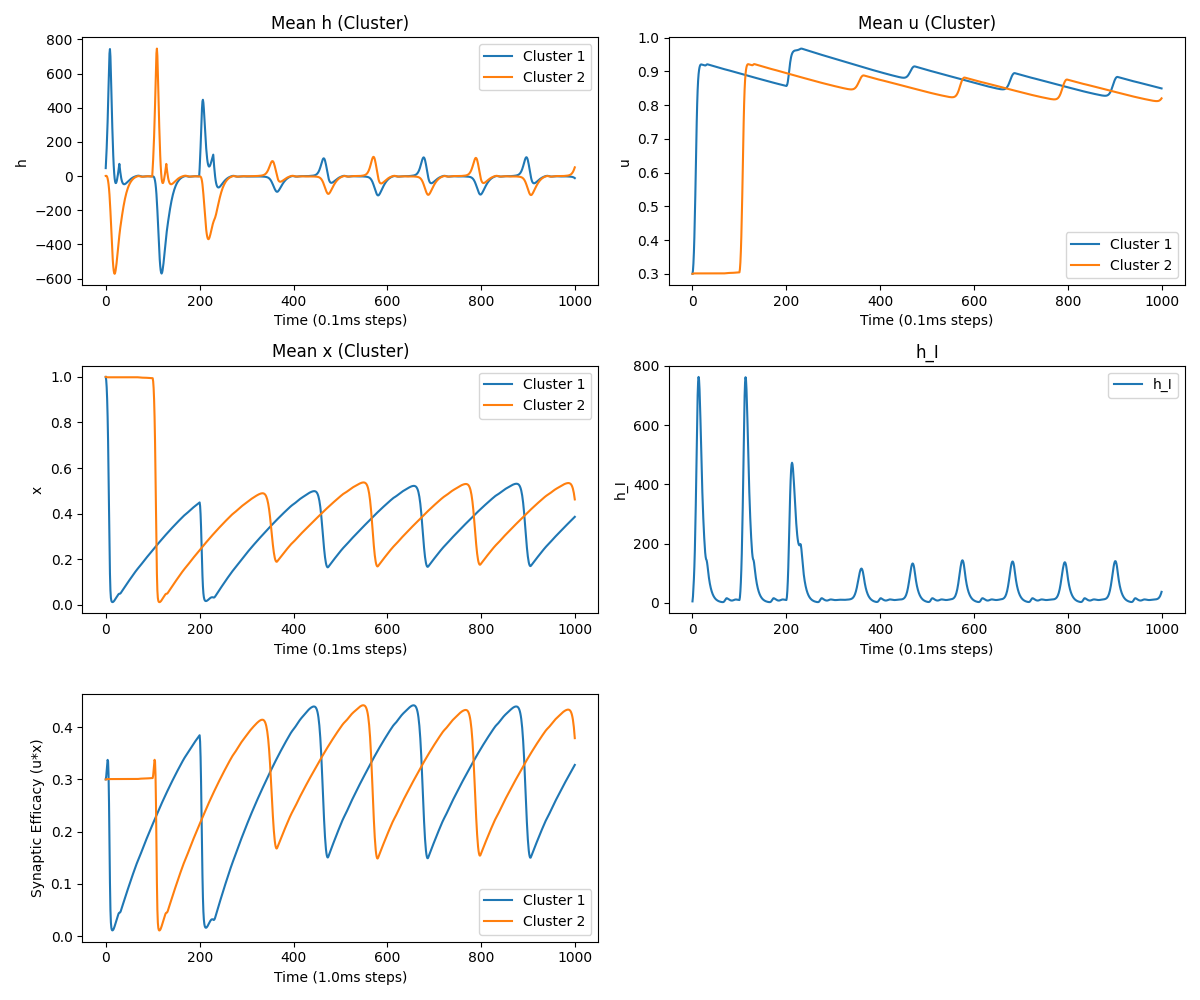 Mean h (Cluster)
h
800
600
400
200
0
−200
−400
−600
0 200 400 600 800 1000
Time (0.1ms steps)
Cluster 1
Cluster 2
Mean u (Cluster)
u
1.0
0.9
0.8
0.7
0.6
0.5
0.4
0.3
0 200 400 600 800 1000
Time (0.1ms steps)
Cluster 1
Cluster 2
Mean x (Cluster)
x
1.0
0.8
0.6
0.4
0.2
0.0
0 200 400 600 800 1000
Time (0.1ms steps)
Cluster 1
Cluster 2
h_I
h_I
800
600
400
200
0
0 200 400 600 800 1000
Time (0.1ms steps)
h_I
Synaptic Efficacy (u*x)
0.4
0.3
0.2
0.1
0.0
0 200 400 600 800 1000
Time (1.0ms steps)
Cluster 1
Cluster 2